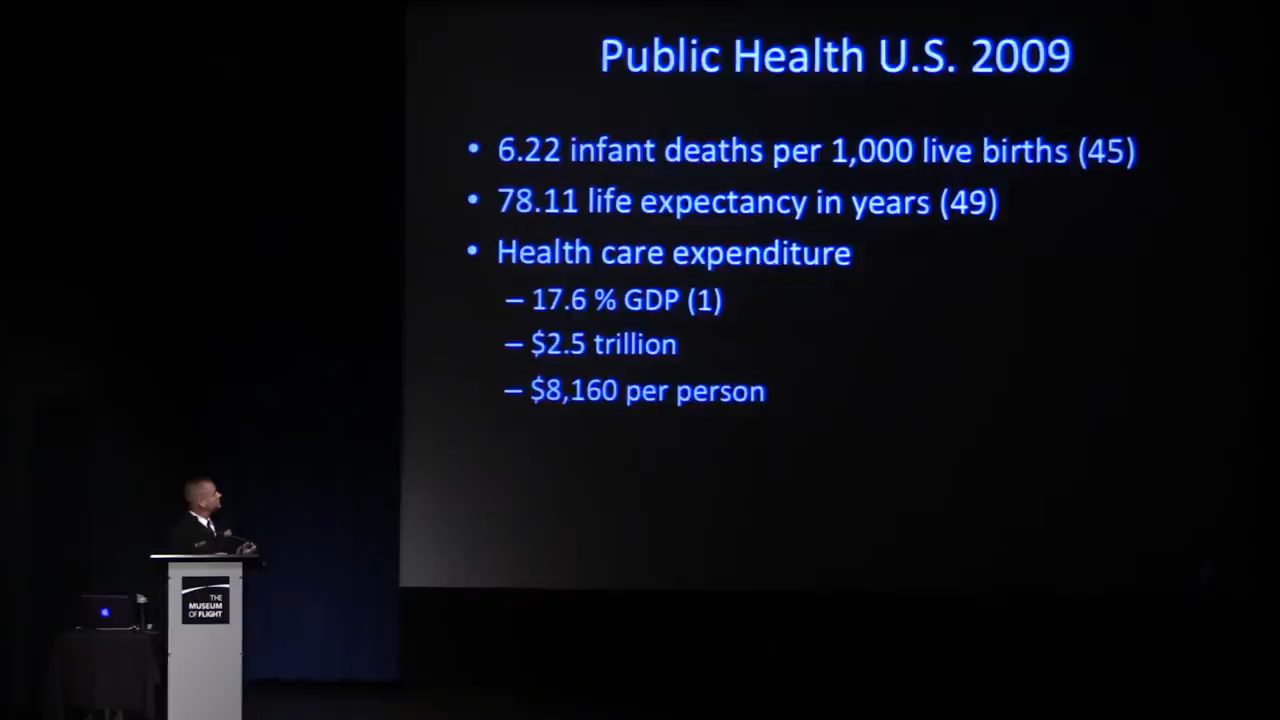 Public Health U.S. 2009
• 6.22 infant deaths per 1,000 live births (45)
• 78.11 life expectancy in years (49)
• Health care expenditure
– 17.6 % GDP (1)
– $2.5 trillion
– $8,160 per person
THE
MUSEUM
OF FLIGHT